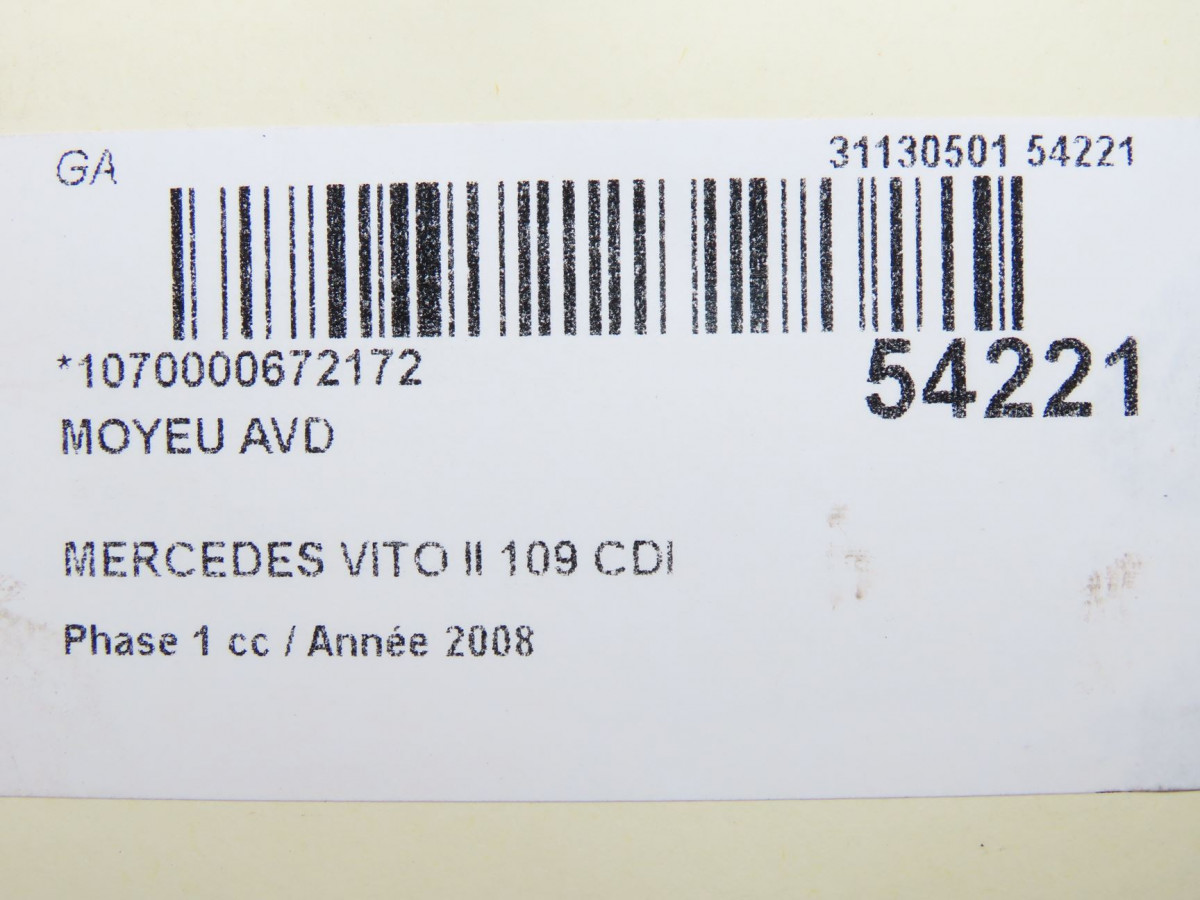 GA
31130501 54221
*1070000672172
54221
MOYEU AVD
MERCEDES VITO II 109 CDI
Phase 1 cc / Année 2008